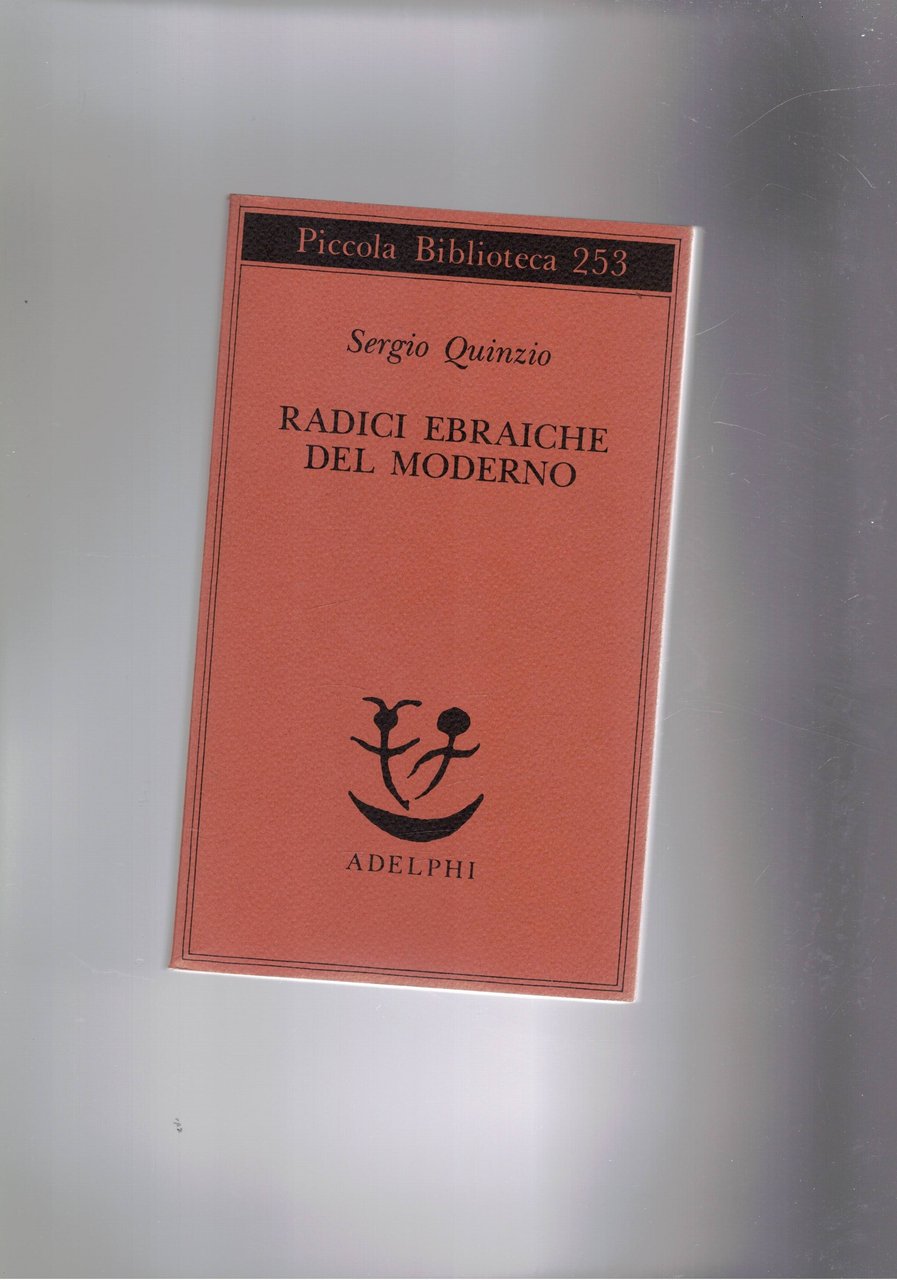 Piccola Biblioteca 253
Sergio Quinzio
RADICI EBRAICHE
DEL MODERNO
ADELPHI